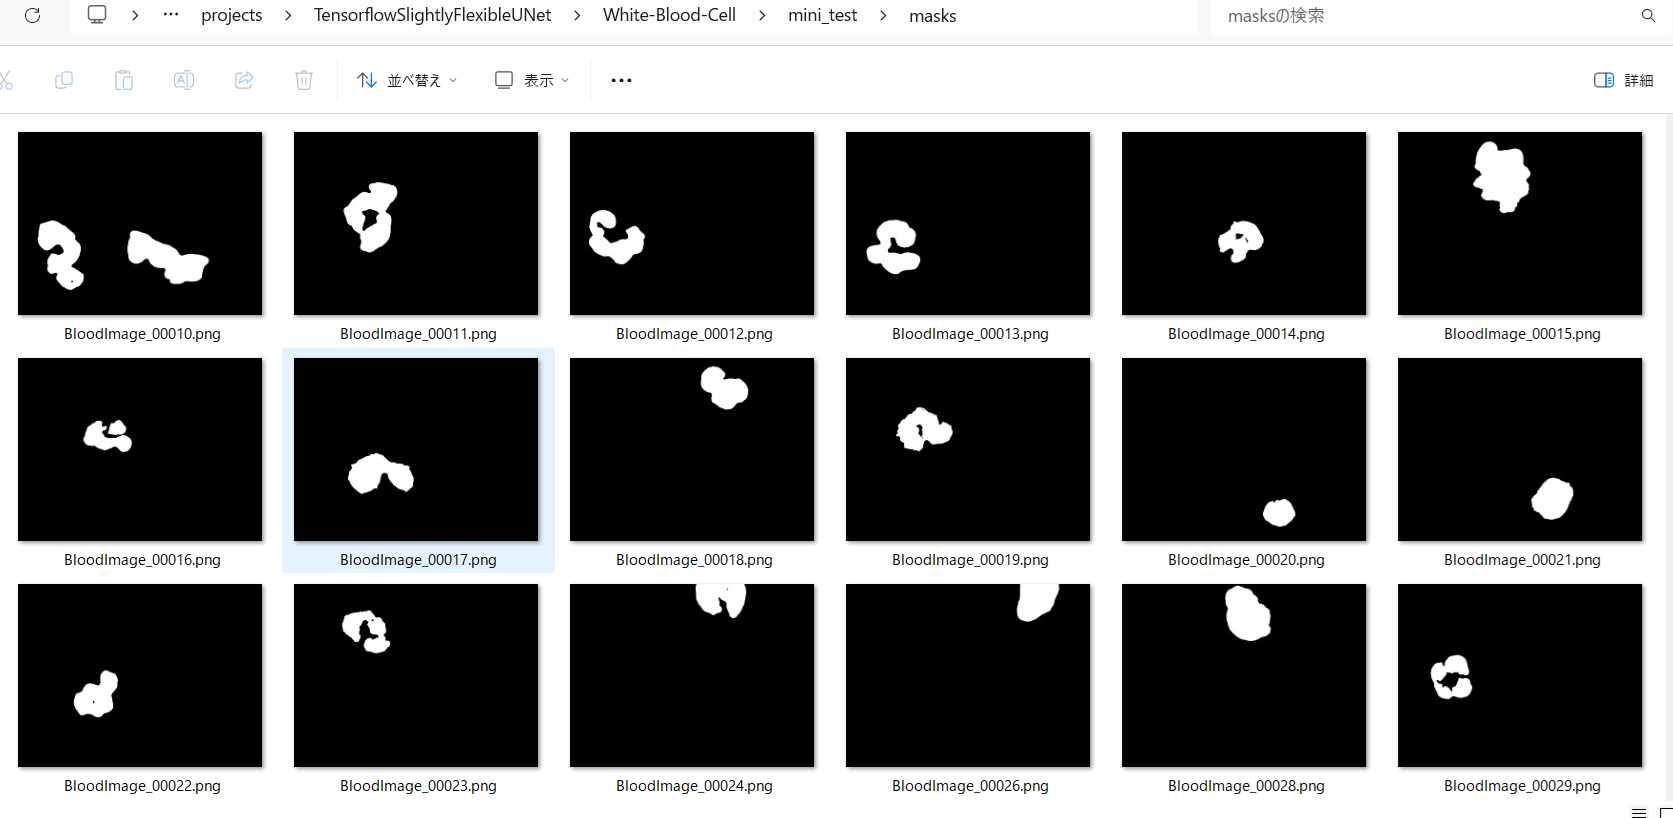 projects > TensorflowSlightlyFlexibleUNet > White-Blood-Cell > mini_test > masks
masksの検索
並べ替え
表示
詳細
BloodImage_00010.png
BloodImage_00011.png
BloodImage_00012.png
BloodImage_00013.png
BloodImage_00014.png
BloodImage_00015.png
BloodImage_00016.png
BloodImage_00017.png
BloodImage_00018.png
BloodImage_00019.png
BloodImage_00020.png
BloodImage_00021.png
BloodImage_00022.png
BloodImage_00023.png
BloodImage_00024.png
BloodImage_00026.png
BloodImage_00028.png
BloodImage_00029.png